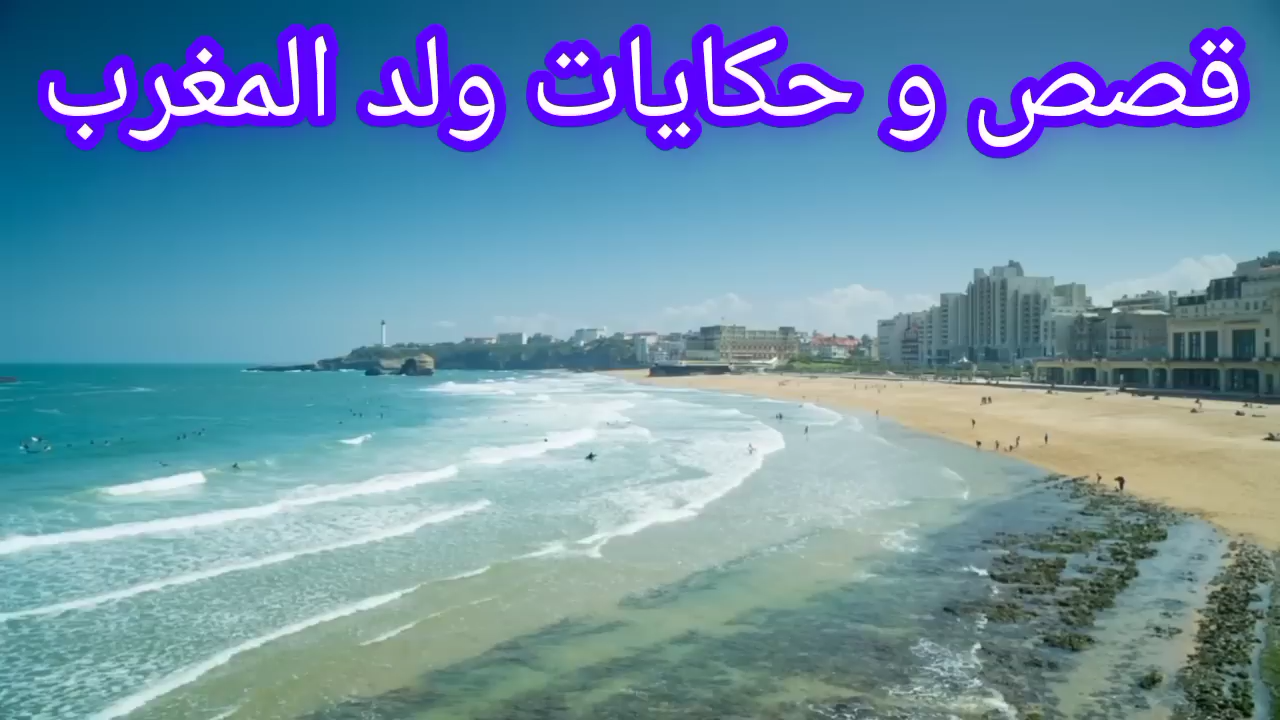 قصص و حكايات ولد المغرب